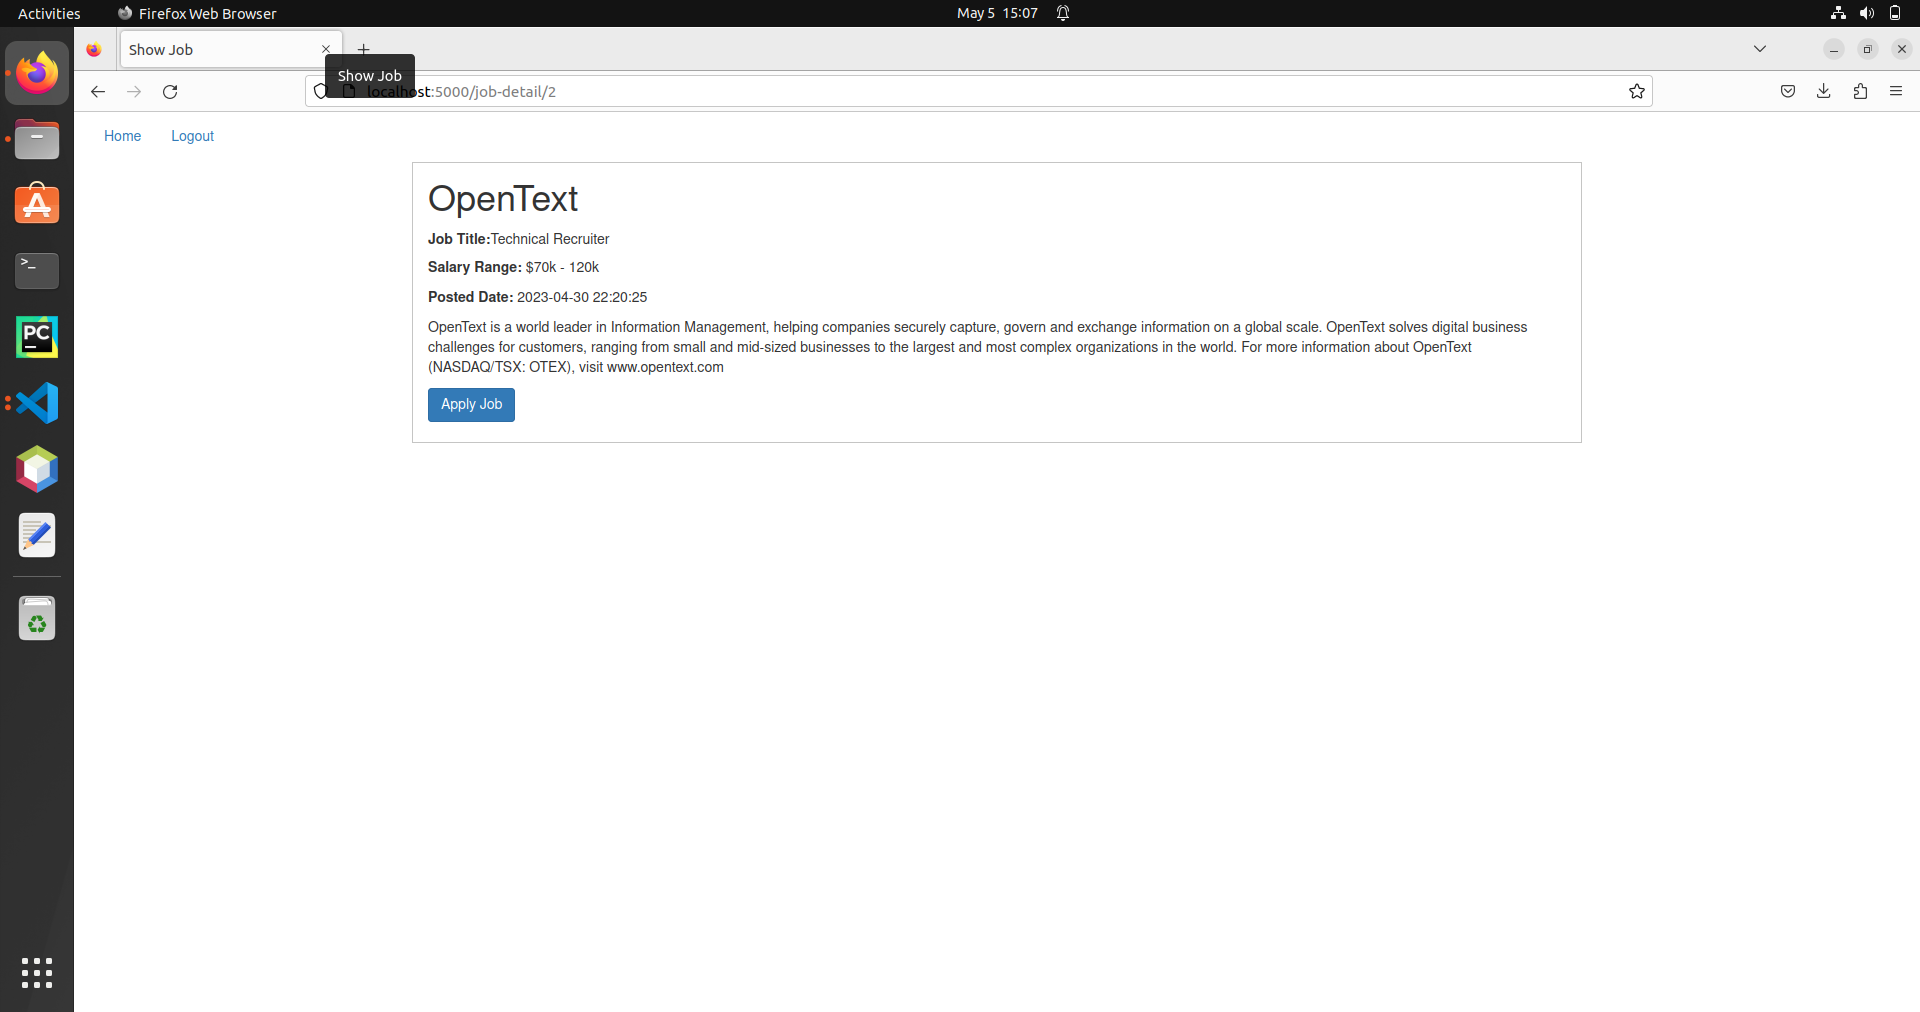 Activities
Firefox Web Browser
May 5 15:07
Show Job
Show Job
localhost:5000/job-detail/2
Home
Logout
OpenText
Job Title:Technical Recruiter
Salary Range: $70k - 120k
Posted Date: 2023-04-30 22:20:25
OpenText is a world leader in Information Management, helping companies securely capture, govern and exchange information on a global scale. OpenText solves digital business
challenges for customers, ranging from small and mid-sized businesses to the largest and most complex organizations in the world. For more information about OpenText
(NASDAQ/TSX: OTEX), visit www.opentext.com
Apply Job
PC